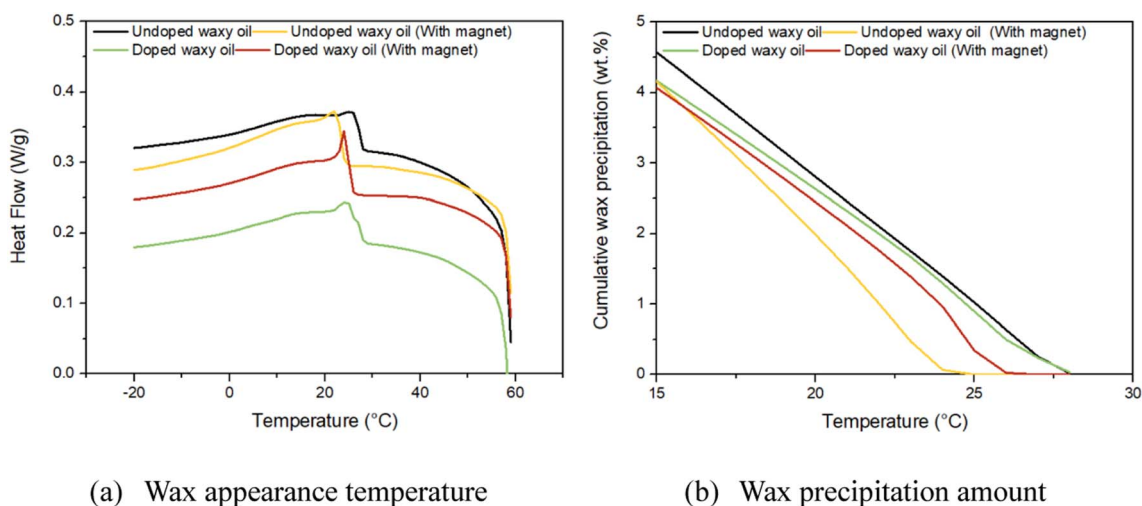 Undoped waxy oil Undoped waxy oil (With magnet)
Doped waxy oil Doped waxy oil (With magnet)
0.5
0.4
0.3
0.2
0.1
0.0
Heat Flow (W/g)
-20 0 20 40 60
Temperature (°C)
(a) Wax appearance temperature
Undoped waxy oil Undoped waxy oil (With magnet)
Doped waxy oil Doped waxy oil (With magnet)
5
4
3
2
1
0
Cumulative wax precipitation (wt.%)
15 20 25 30
Temperature (°C)
(b) Wax precipitation amount